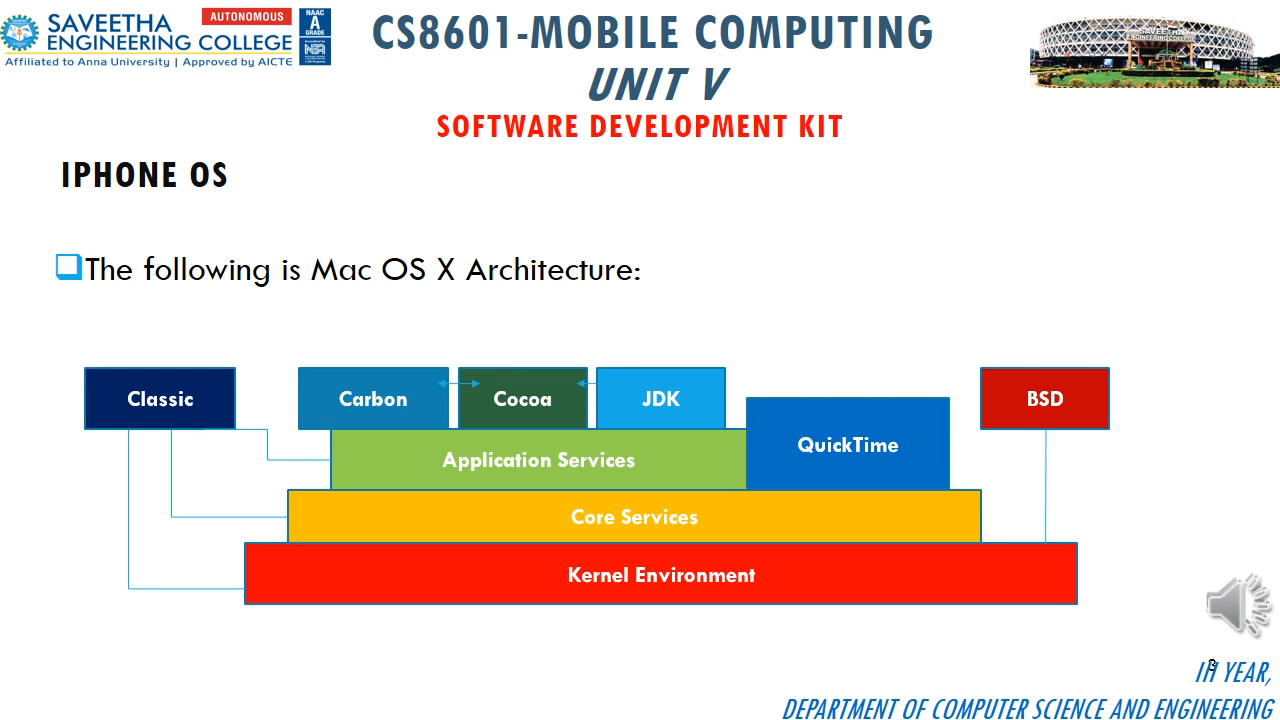 SAVEETHA
ENGINEERING COLLEGE
AUTONOMOUS
Affiliated to Anna University | Approved by AICTE
NAAC
A
GRADE
CS8601-MOBILE COMPUTING
UNIT V
SOFTWARE DEVELOPMENT KIT
SAVEETHA
IPHONE OS
The following is Mac OS X Architecture:
Classic
Carbon
Cocoa
JDK
BSD
QuickTime
Application Services
Core Services
Kernel Environment
3
III YEAR,
DEPARTMENT OF COMPUTER SCIENCE AND ENGINEERING